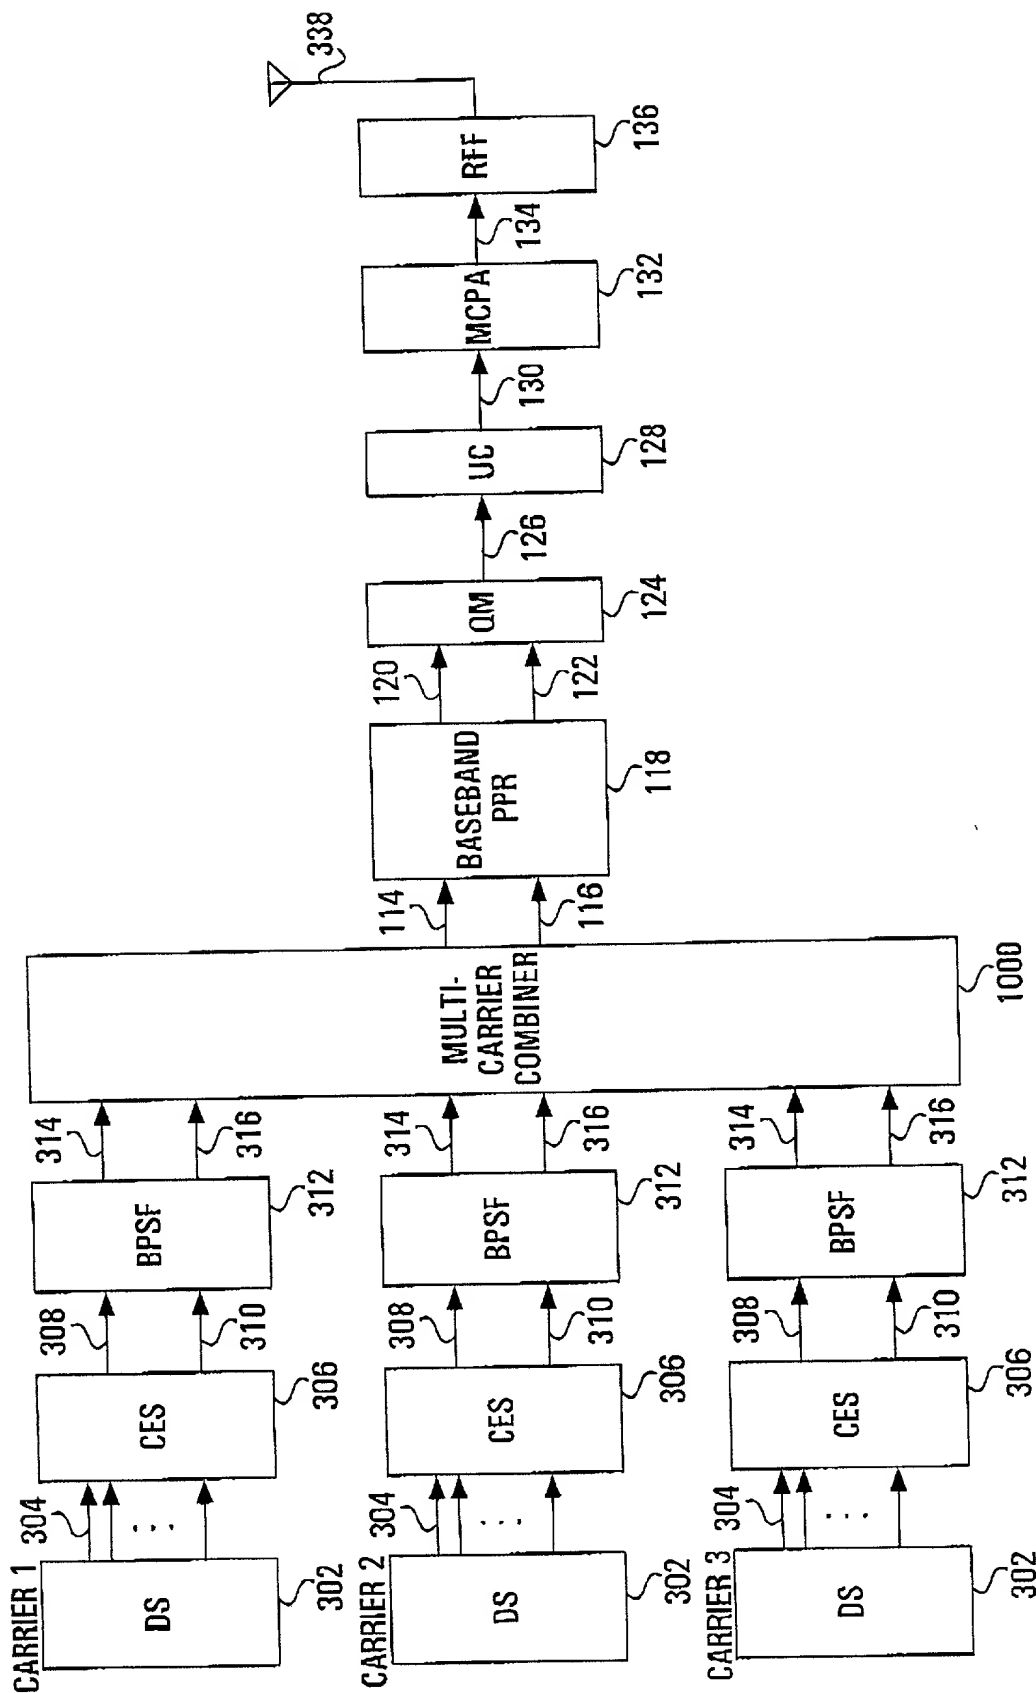 CARRIER 1
DS
302
304
CES
306
308
310
BPSF
312
314
316
CARRIER 2
DS
302
304
CES
306
308
310
BPSF
312
314
316
CARRIER 3
DS
302
304
CES
306
308
310
BPSF
312
314
316
MULTI-
CARRIER
COMBINER
1000
114
116
BASEBAND
PPR
118
120
122
QM
124
126
UC
128
130
MCPA
132
134
RFF
136
338